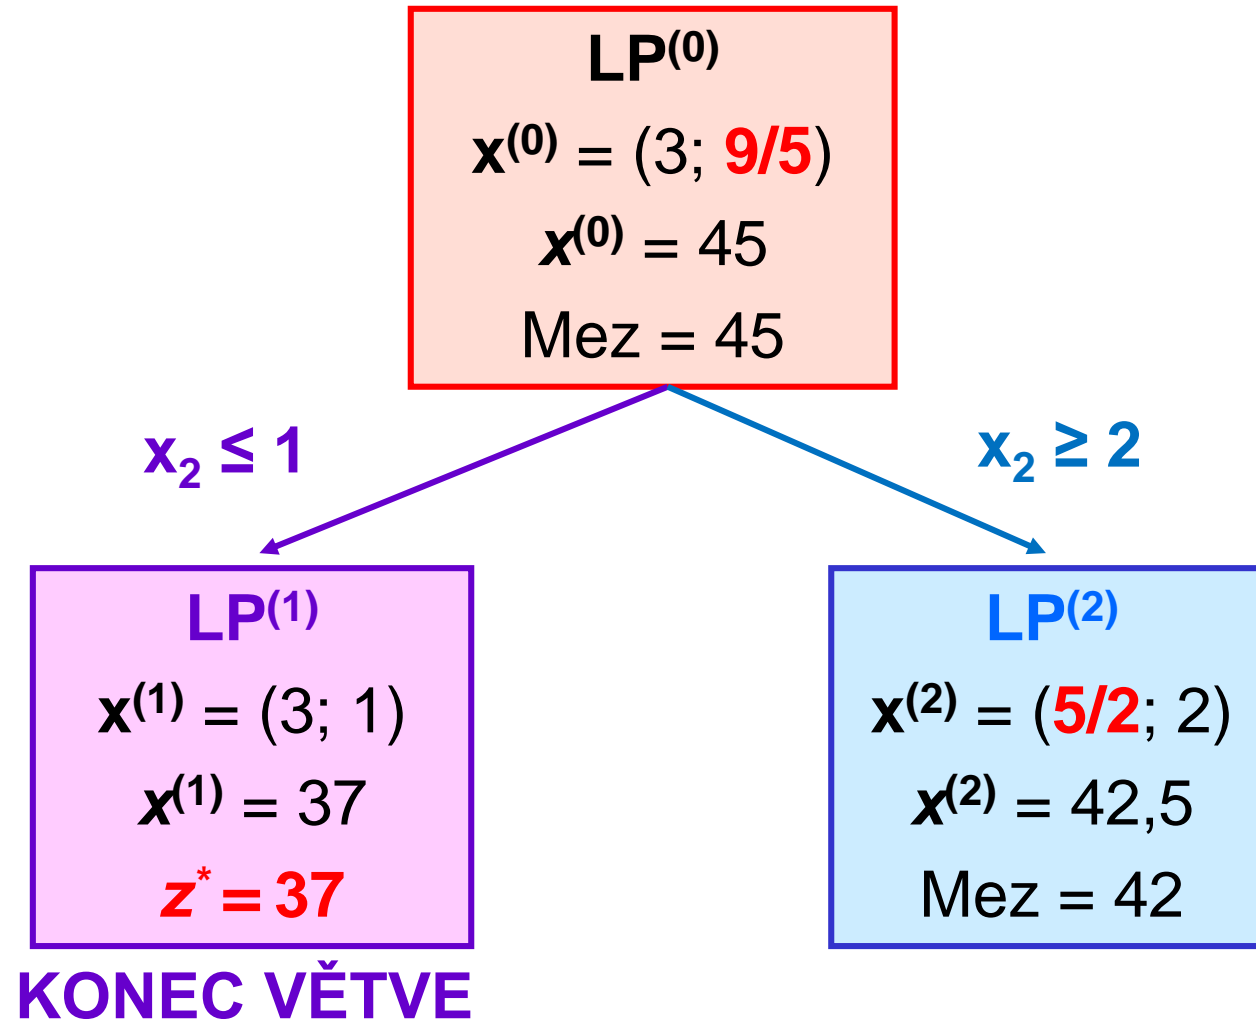 LP⁽⁰⁾
x⁽⁰⁾ = (3; 9/5)
x⁽⁰⁾ = 45
Mez = 45
x₂ ≤ 1
x₂ ≥ 2
LP⁽¹⁾
x⁽¹⁾ = (3; 1)
x⁽¹⁾ = 37
z* = 37
KONEC VĚTVE
LP⁽²⁾
x⁽²⁾ = (5/2; 2)
x⁽²⁾ = 42,5
Mez = 42